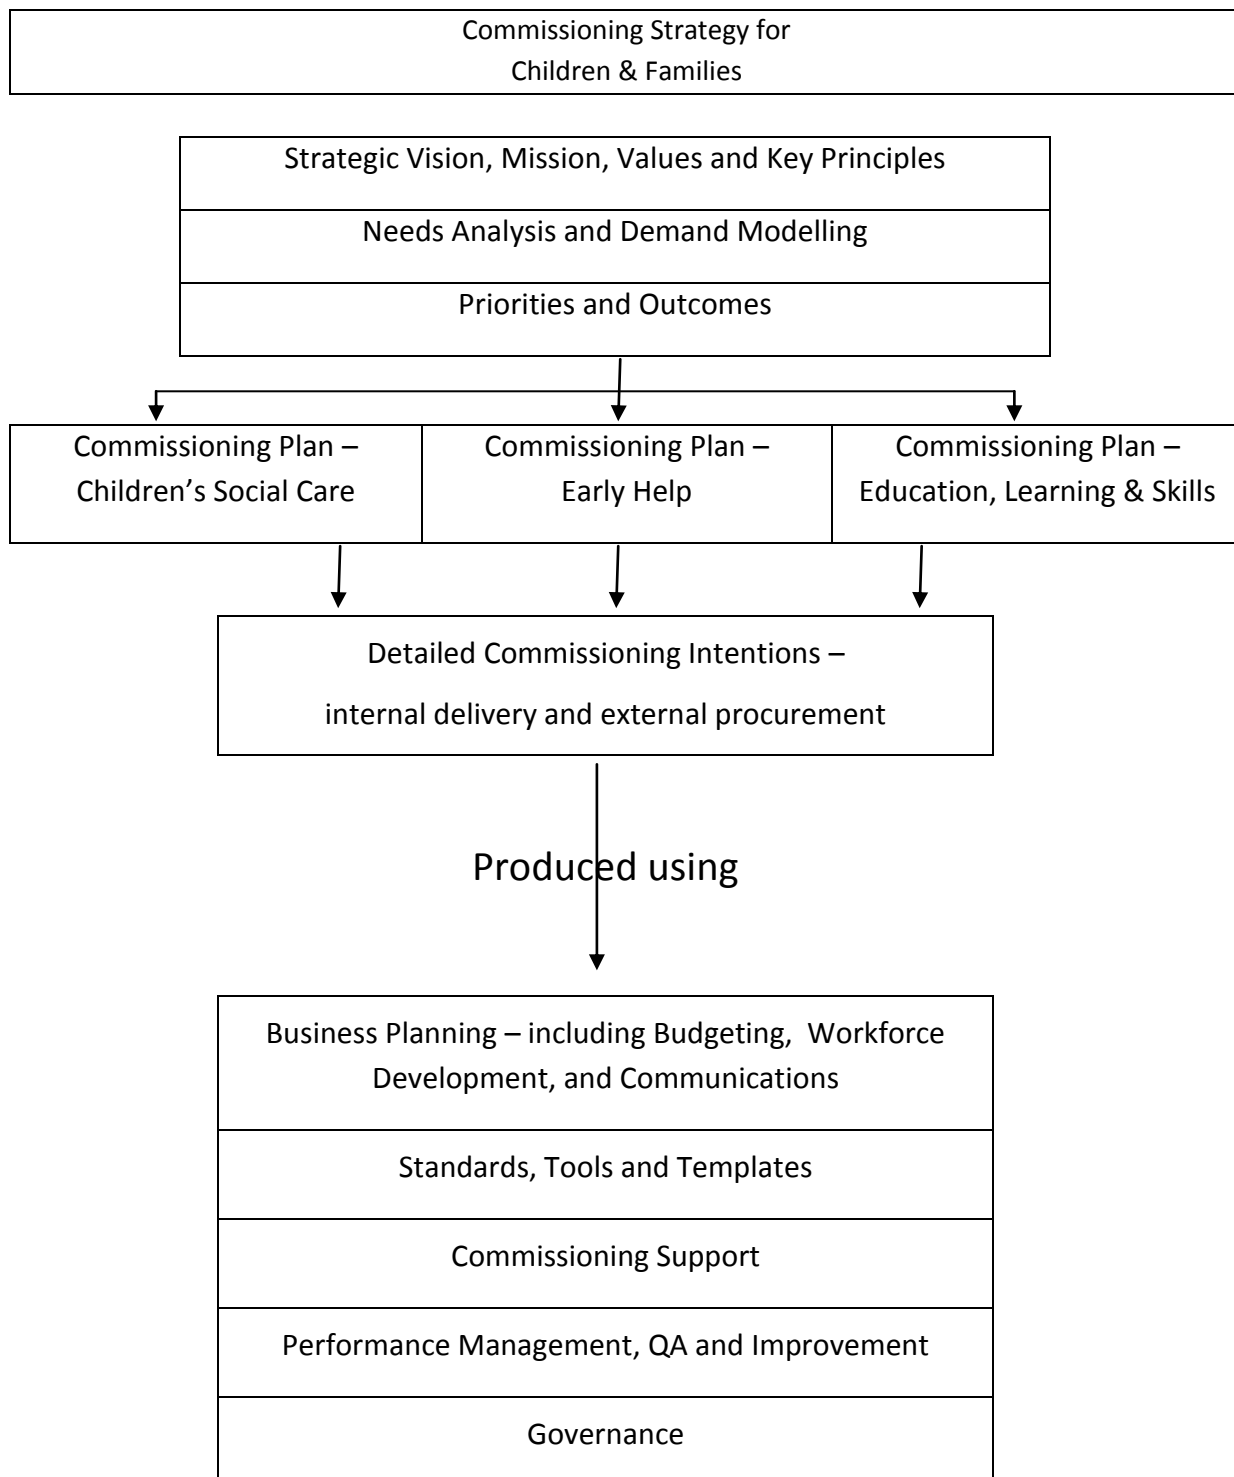 Commissioning Strategy for
Children & Families
Strategic Vision, Mission, Values and Key Principles
Needs Analysis and Demand Modelling
Priorities and Outcomes
Commissioning Plan –
Children’s Social Care
Commissioning Plan –
Early Help
Commissioning Plan –
Education, Learning & Skills
Detailed Commissioning Intentions –
internal delivery and external procurement
Produced using
Business Planning – including Budgeting,  Workforce
Development, and Communications
Standards, Tools and Templates
Commissioning Support
Performance Management, QA and Improvement
Governance